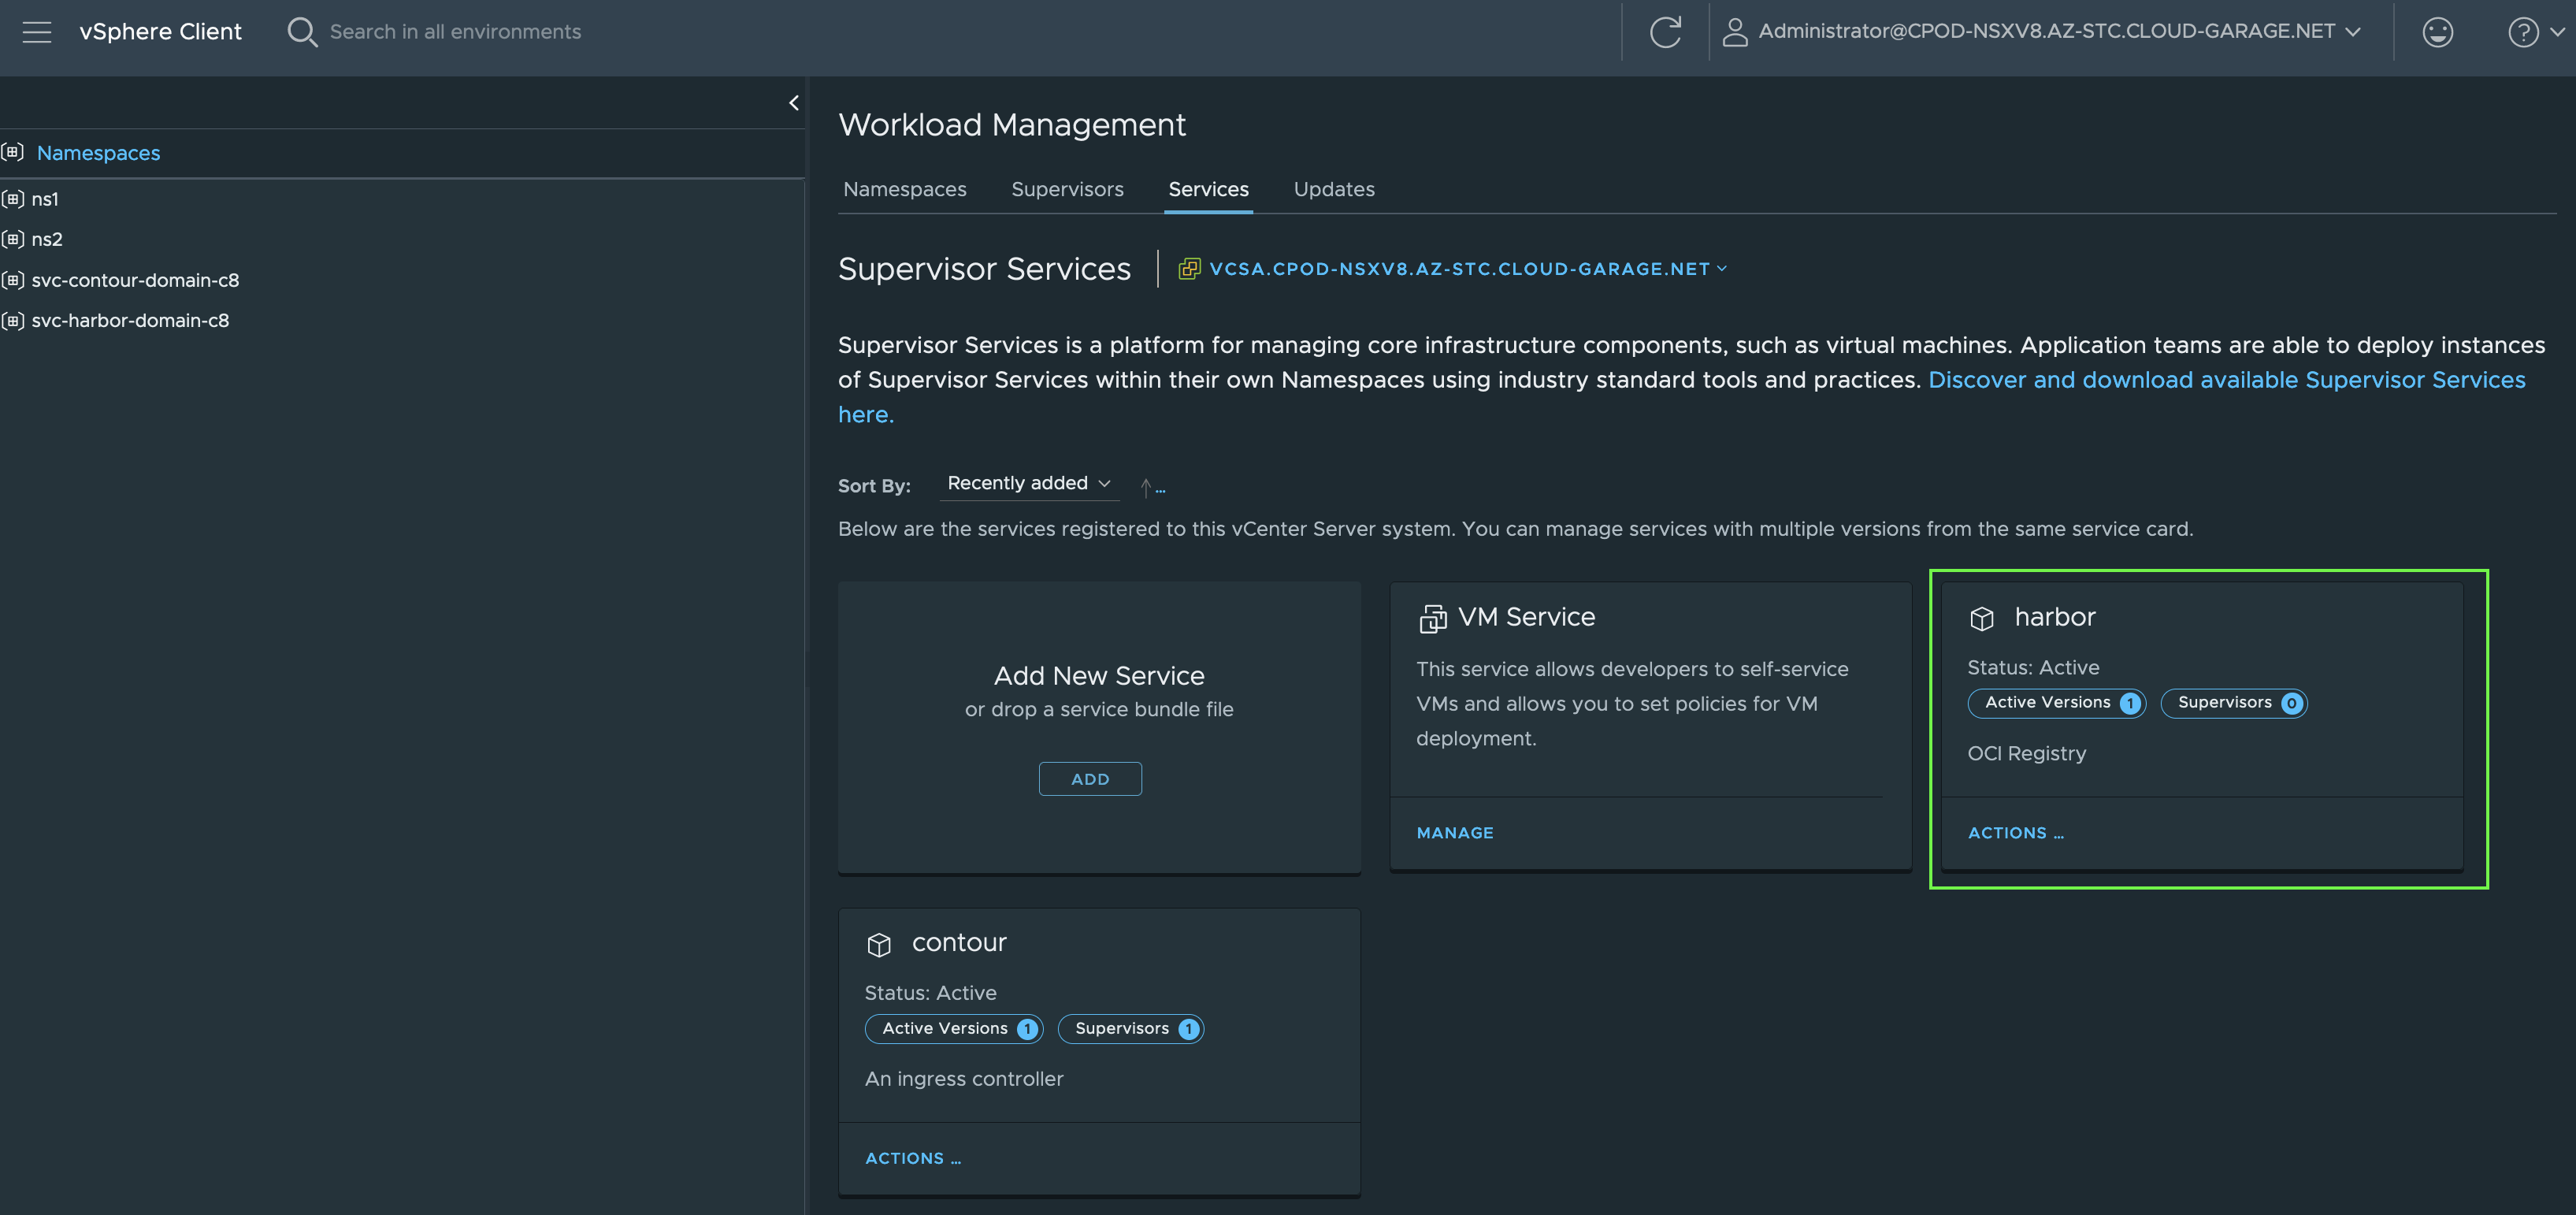 vSphere Client
Search in all environments
Administrator@CPOD-NSXV8.AZ-STC.CLOUD-GARAGE.NET
Namespaces
ns1
ns2
svc-contour-domain-c8
svc-harbor-domain-c8
Workload Management
Namespaces Supervisors Services Updates
Supervisor Services
VCSA.CPOD-NSXV8.AZ-STC.CLOUD-GARAGE.NET
Supervisor Services is a platform for managing core infrastructure components, such as virtual machines. Application teams are able to deploy instances
of Supervisor Services within their own Namespaces using industry standard tools and practices. Discover and download available Supervisor Services
here.
Sort By: Recently added ↑...
Below are the services registered to this vCenter Server system. You can manage services with multiple versions from the same service card.
Add New Service
or drop a service bundle file
ADD
VM Service
This service allows developers to self-service
VMs and allows you to set policies for VM
deployment.
MANAGE
harbor
Status: Active
Active Versions 1 Supervisors 0
OCI Registry
ACTIONS ...
contour
Status: Active
Active Versions 1 Supervisors 1
An ingress controller
ACTIONS ...